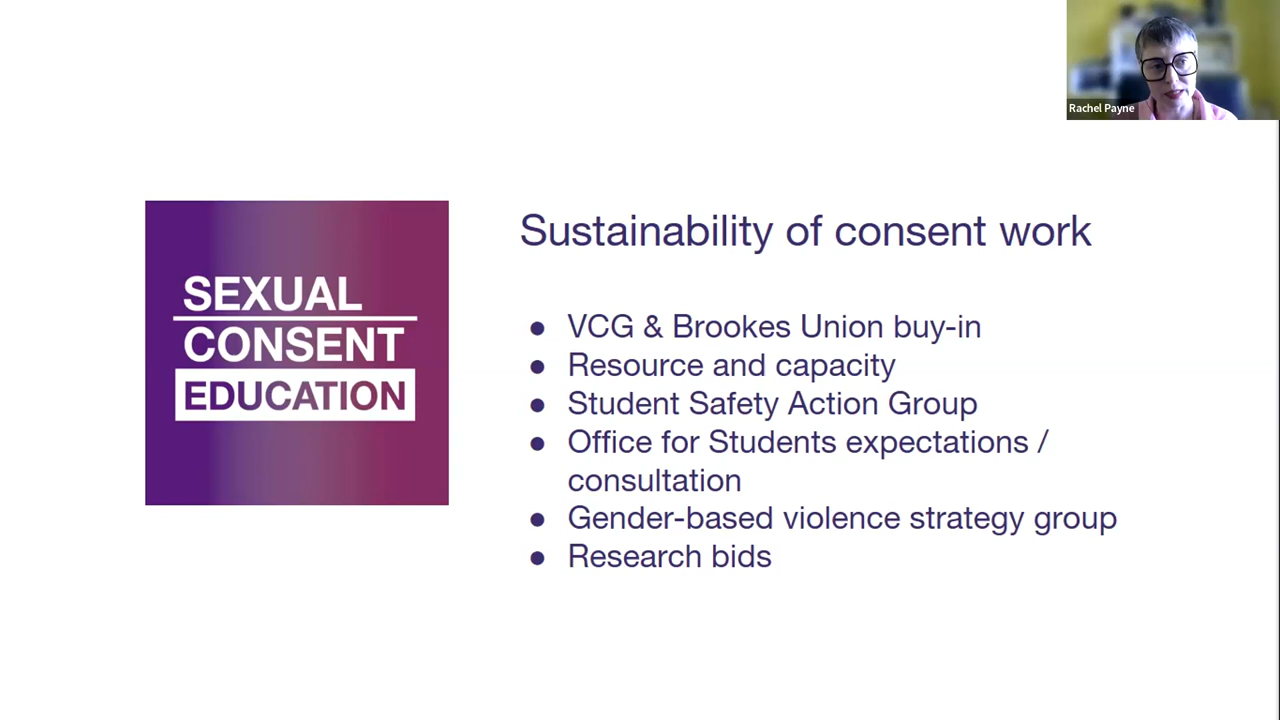 Rachel Payne
SEXUAL
CONSENT
EDUCATION
Sustainability of consent work
● VCG & Brookes Union buy-in
● Resource and capacity
● Student Safety Action Group
● Office for Students expectations /
consultation
● Gender-based violence strategy group
● Research bids